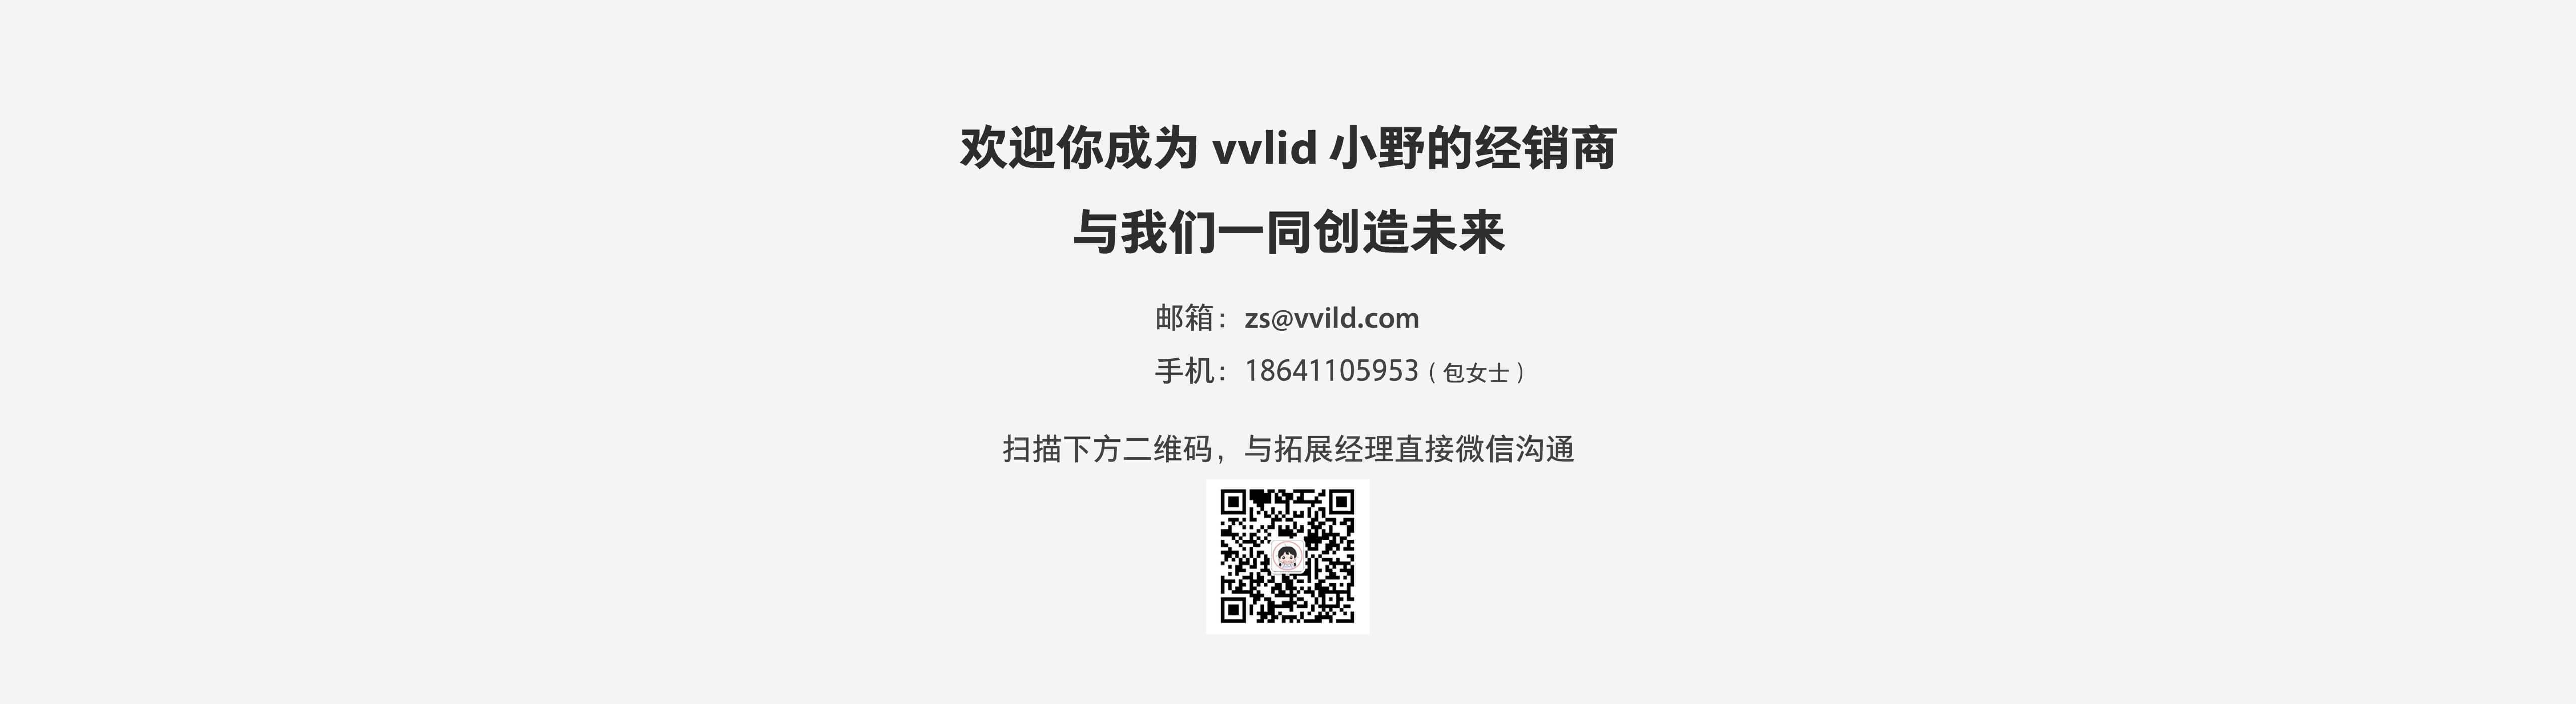 欢迎你成为 vvlid 小野的经销商
与我们一同创造未来
邮箱：zs@vvild.com
手机：18641105953（包女士）
扫描下方二维码，与拓展经理直接微信沟通